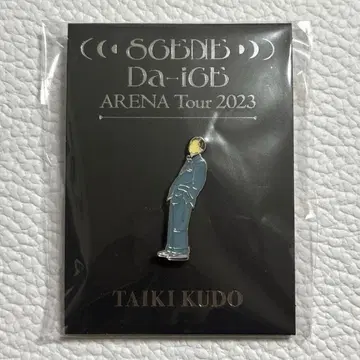 SCENE
Da-iCE
ARENA Tour 2023
TAIKI KUDO